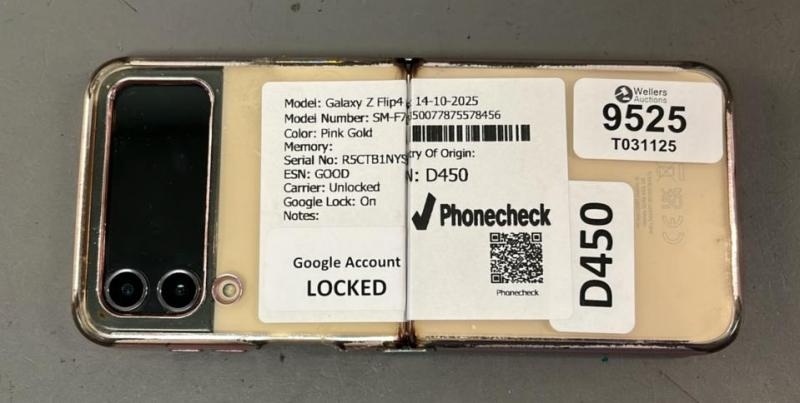 Model: Galaxy Z Flip4 14-10-2025
Model Number: SM-F7 350077875578456
Color: Pink Gold
Memory: try Of Origin:
Serial No: R5CTB1NYS
ESN: GOOD N: D450
Carrier: Unlocked
Google Lock: On
Notes:
Phonecheck
Google Account
LOCKED
Phonecheck
Wellers
Auctions
9525
T031125
D450